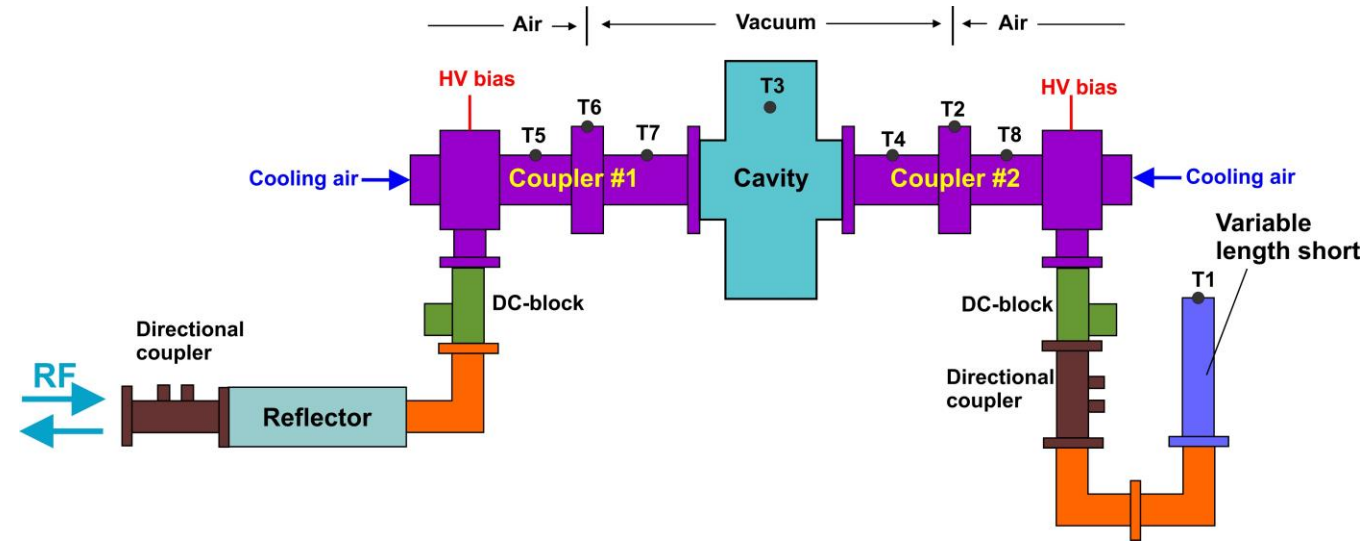 Air
Vacuum
Air
HV bias
HV bias
T6
T3
T2
T5
T7
T4
T8
Cooling air
Coupler #1
Cavity
Coupler #2
Cooling air
Variable
length short
T1
DC-block
DC-block
Directional
coupler
RF
Reflector
Directional
coupler